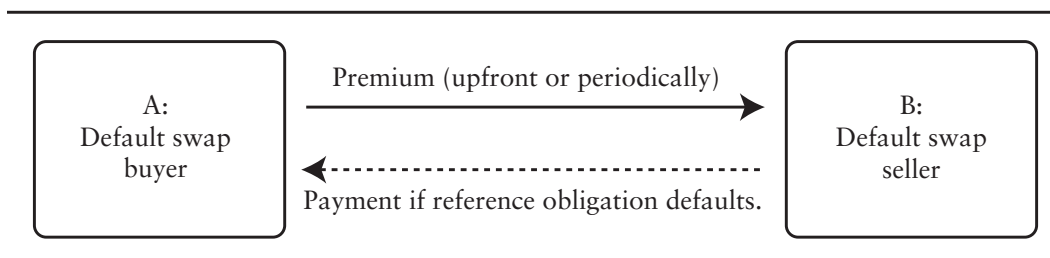 A:
Default swap
buyer
Premium (upfront or periodically)
Payment if reference obligation defaults.
B:
Default swap
seller